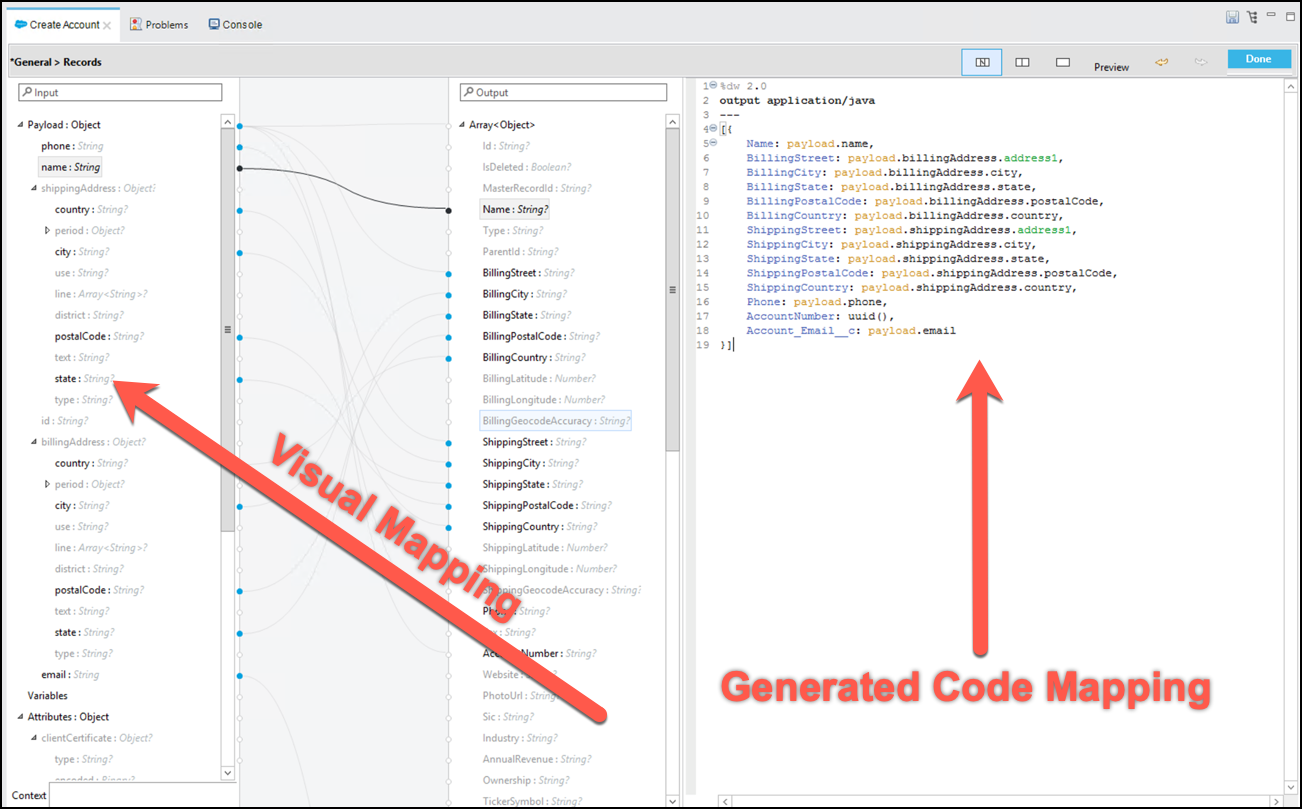 Create Account
Problems
Console
*General > Records
Preview
Done
Input
Payload : Object
phone : String
name : String
shippingAddress : Object?
country : String?
period : Object?
city : String?
use : String?
line : Array<String>?
district : String?
postalCode : String?
text : String?
state : String?
type : String?
id : String?
billingAddress : Object?
country : String?
period : Object?
city : String?
use : String?
line : Array<String>?
district : String?
postalCode : String?
text : String?
state : String?
type : String?
email : String
Variables
Attributes : Object
clientCertificate : Object?
type : String?
encoded : Binary?
Context
Visual Mapping
Output
Array<Object>
Id : String?
IsDeleted : Boolean?
MasterRecordId : String?
Name : String?
Type : String?
ParentId : String?
BillingStreet : String?
BillingCity : String?
BillingState : String?
BillingPostalCode : String?
BillingCountry : String?
BillingLatitude : Number?
BillingLongitude : Number?
BillingGeocodeAccuracy : String?
ShippingStreet : String?
ShippingCity : String?
ShippingState : String?
ShippingPostalCode : String?
ShippingCountry : String?
ShippingLatitude : Number?
ShippingLongitude : Number?
ShippingGeocodeAccuracy : String?
String?
String?
AccountNumber : String?
Website :
PhotoUrl : String?
Sic : String?
Industry : String?
AnnualRevenue : String?
Ownership : String?
TickerSymbol : String?
1 %dw 2.0
2 output application/java
3 ---
4 [{
5 Name: payload.name,
6 BillingStreet: payload.billingAddress.address1,
7 BillingCity: payload.billingAddress.city,
8 BillingState: payload.billingAddress.state,
9 BillingPostalCode: payload.billingAddress.postalCode,
10 BillingCountry: payload.billingAddress.country,
11 ShippingStreet: payload.shippingAddress.address1,
12 ShippingCity: payload.shippingAddress.city,
13 ShippingState: payload.shippingAddress.state,
14 ShippingPostalCode: payload.shippingAddress.postalCode,
15 ShippingCountry: payload.shippingAddress.country,
16 Phone: payload.phone,
17 AccountNumber: uuid(),
18 Account_Email__c: payload.email
19 }]
Generated Code Mapping